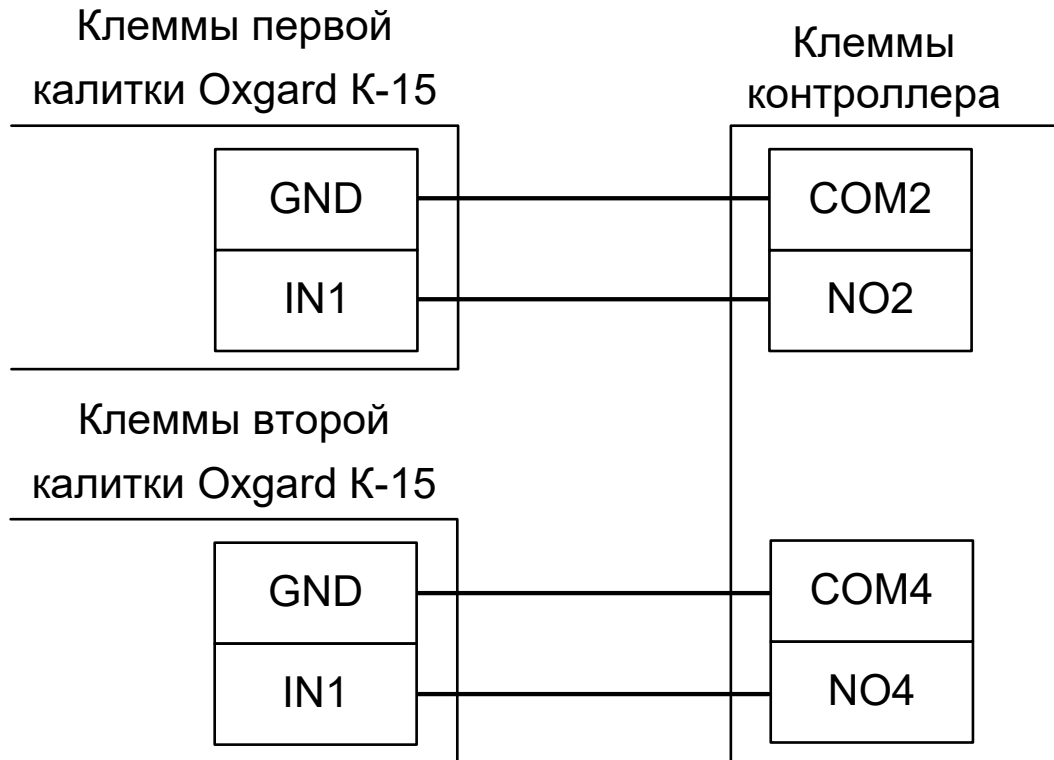 Клеммы первой
калитки Oxgard К-15
Клеммы
контроллера
GND
COM2
IN1
NO2
Клеммы второй
калитки Oxgard К-15
GND
COM4
IN1
NO4